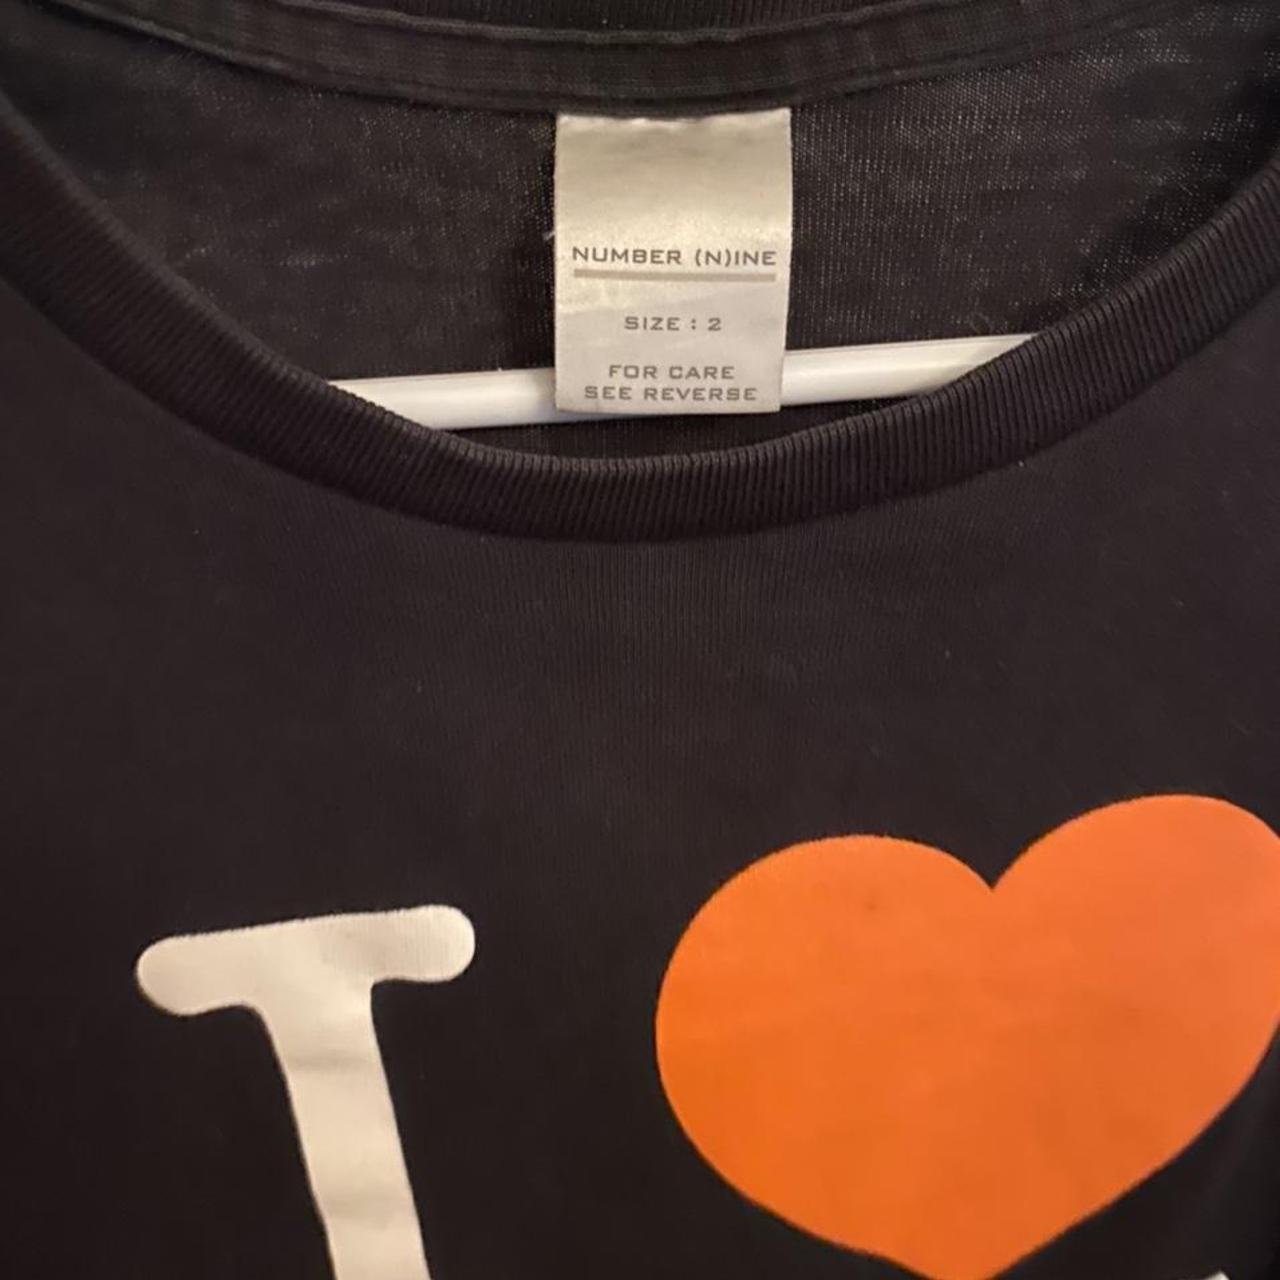 NUMBER (N)INE
SIZE : 2
FOR CARE
SEE REVERSE
I